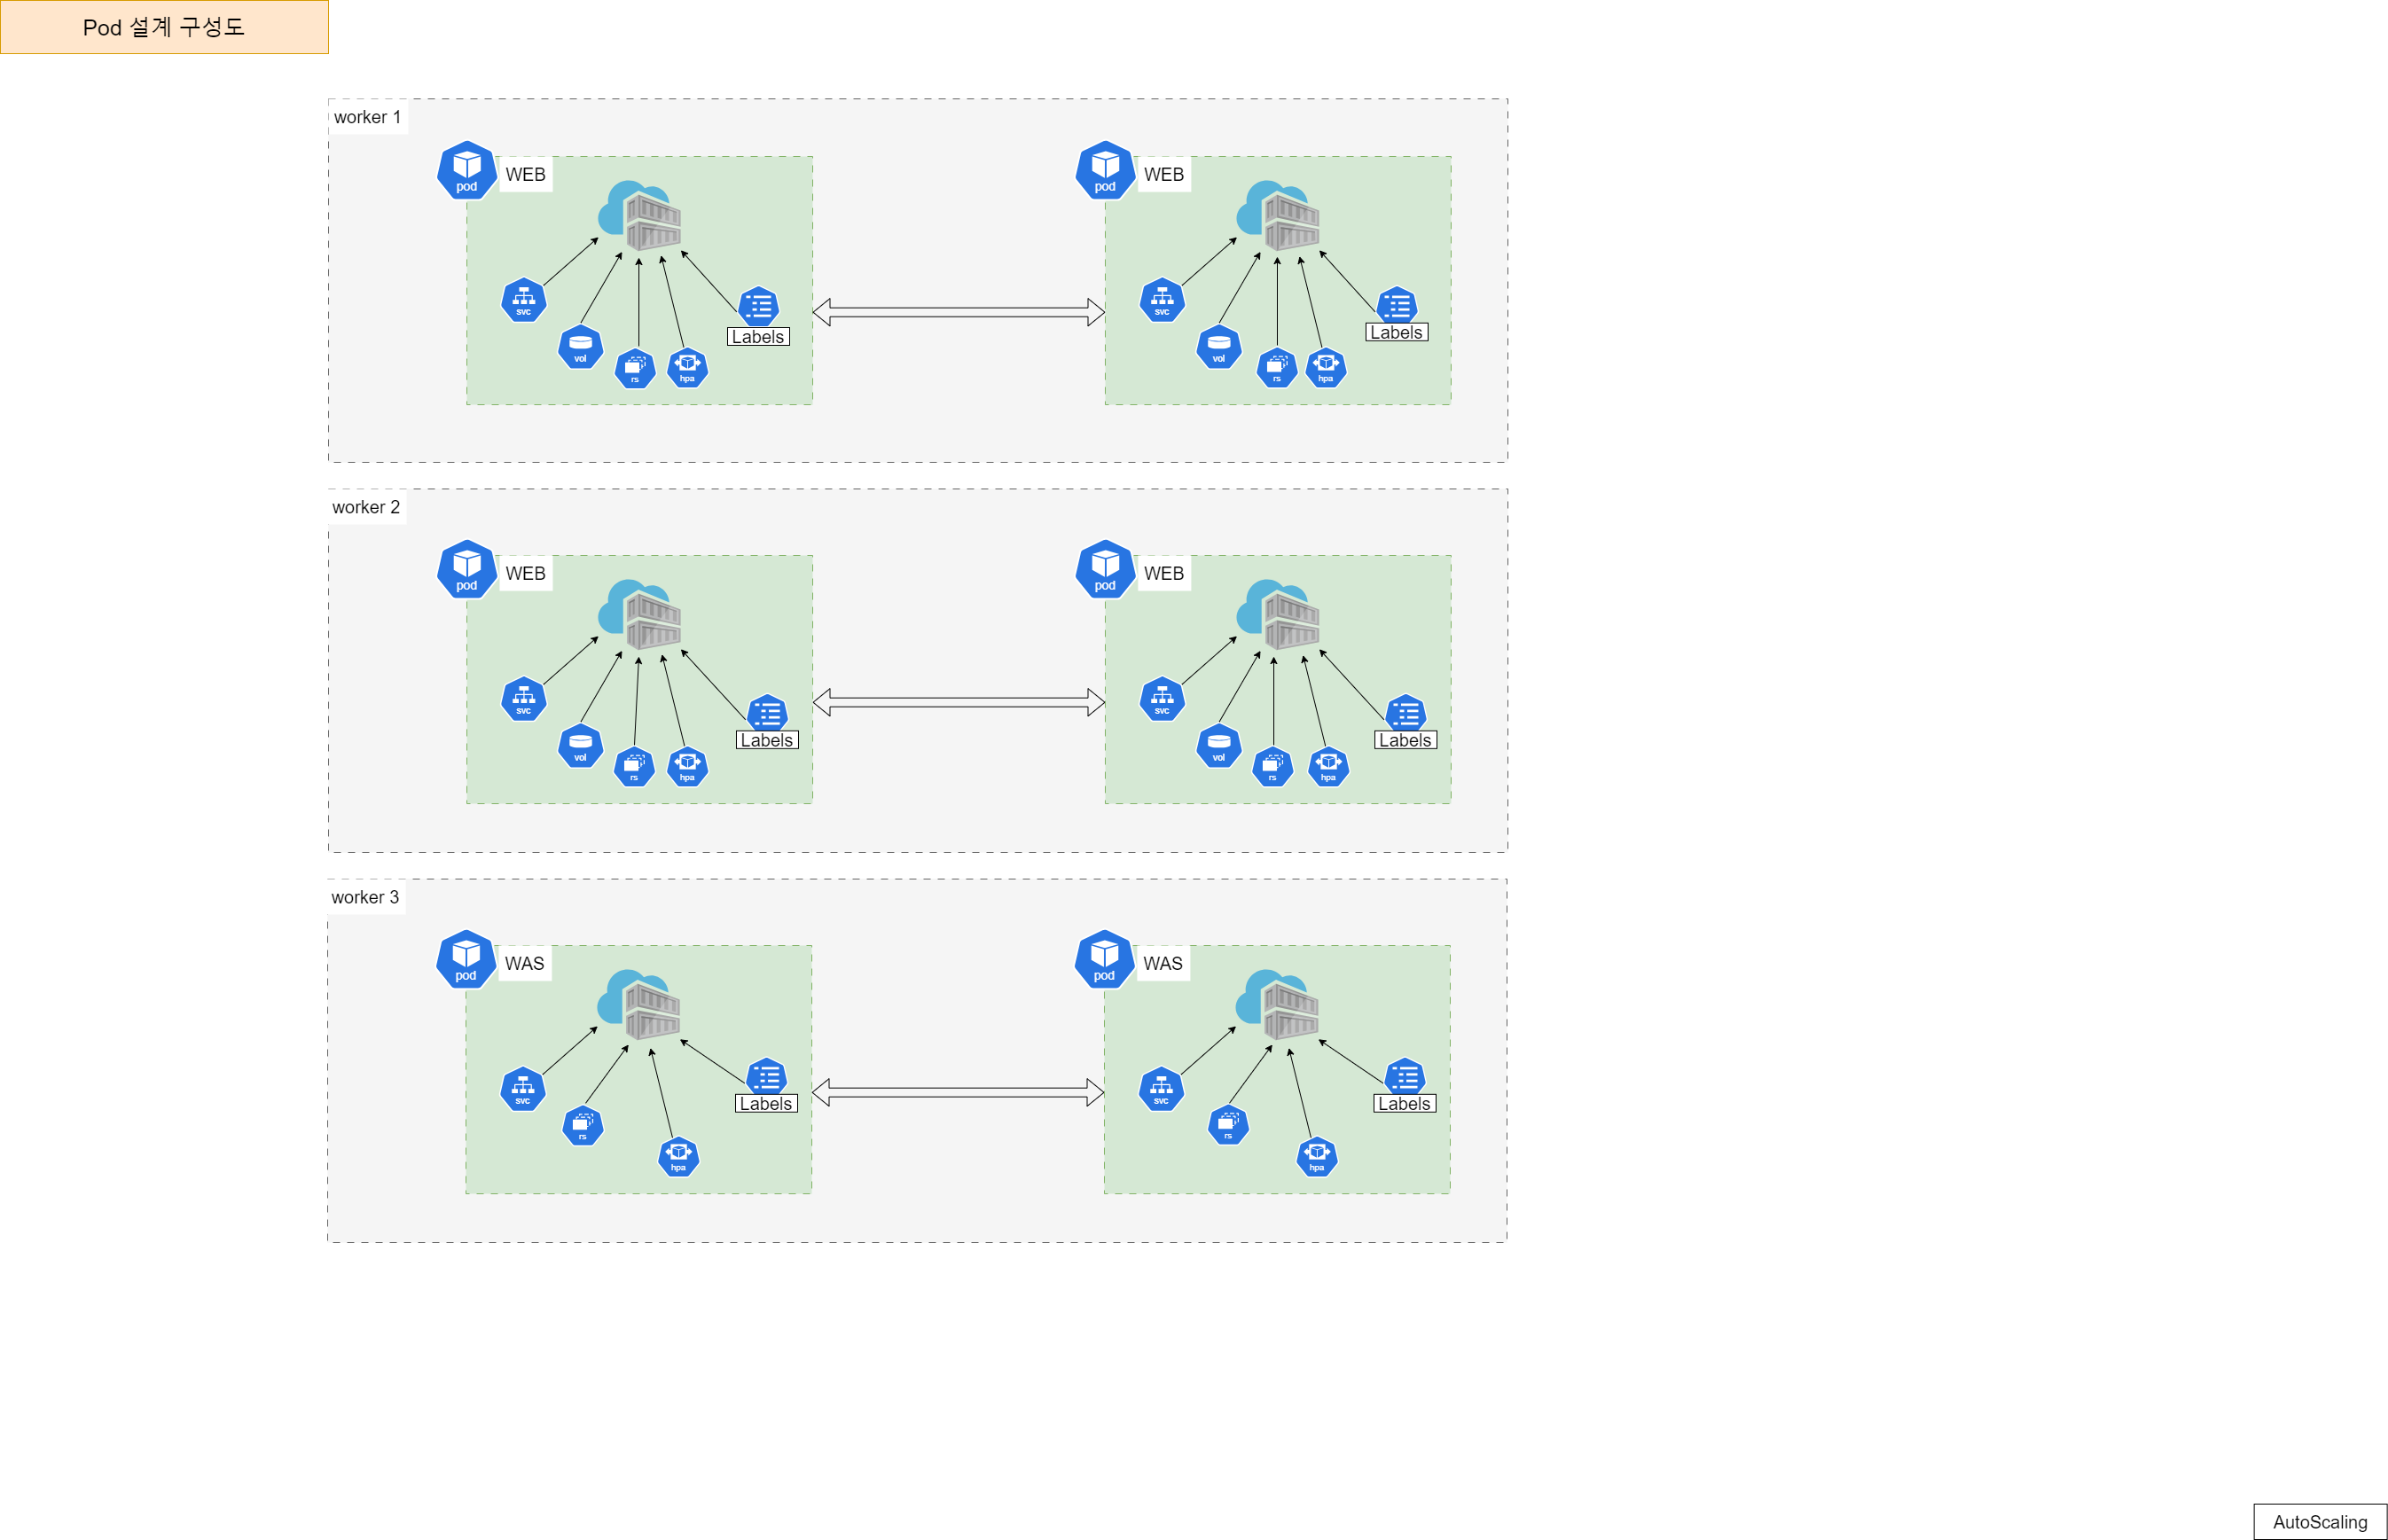 Pod 설계 구성도
worker 1
pod
WEB
svc
vol
rs
hpa
Labels
pod
WEB
svc
vol
rs
hpa
Labels
worker 2
pod
WEB
svc
vol
rs
hpa
Labels
pod
WEB
svc
vol
rs
hpa
Labels
worker 3
pod
WAS
svc
rs
hpa
Labels
pod
WAS
svc
rs
hpa
Labels
AutoScaling